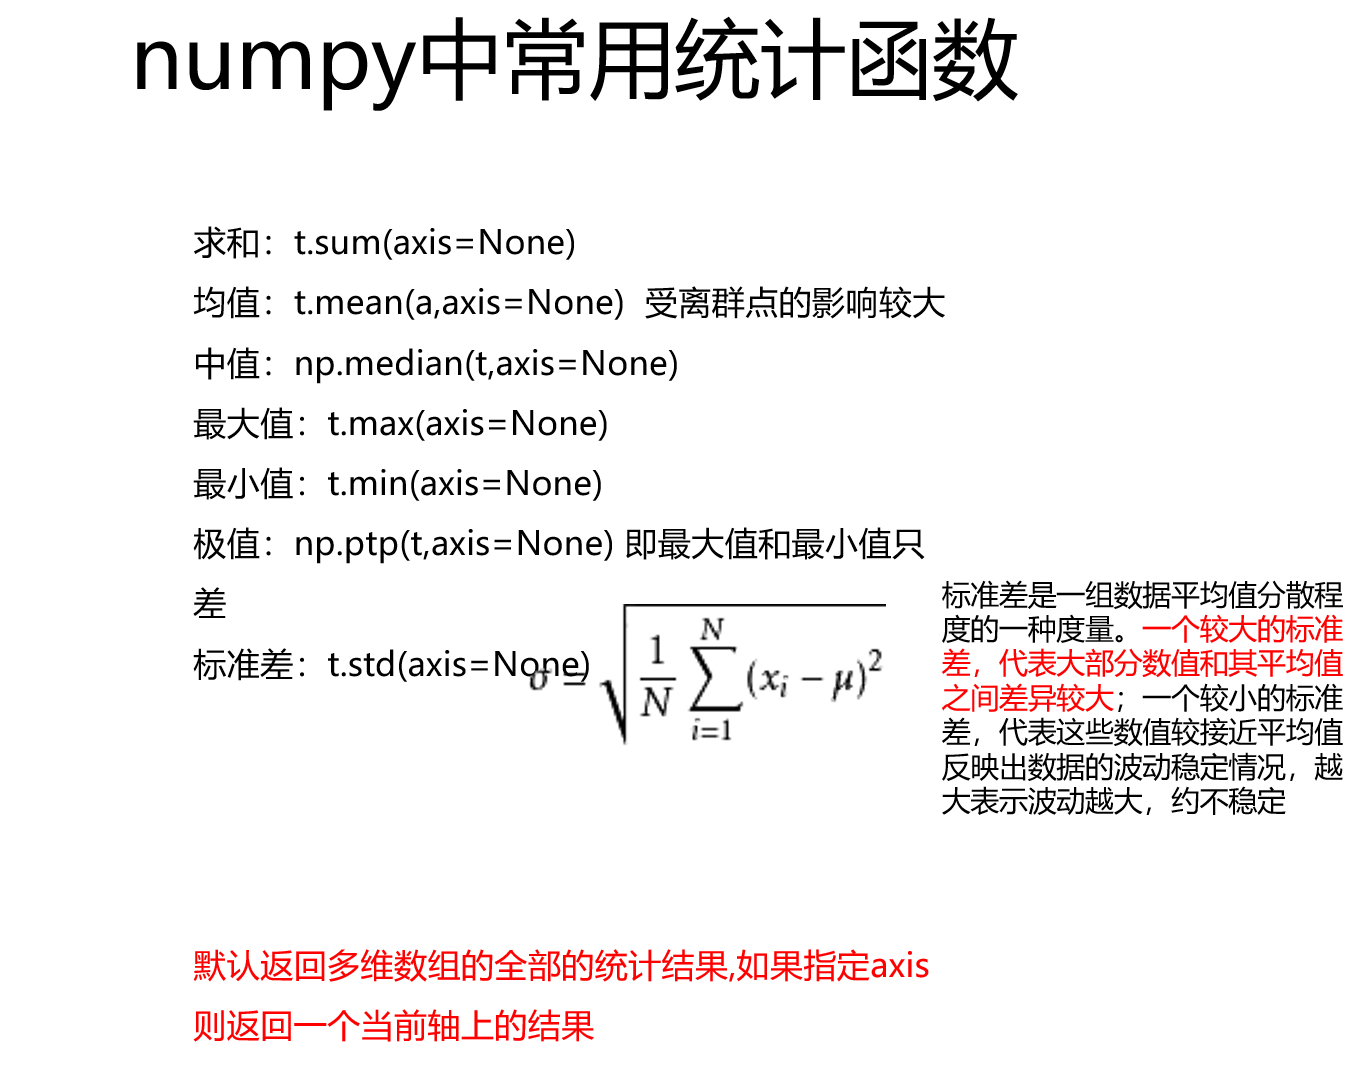 numpy中常用统计函数
求和：t.sum(axis=None)
均值：t.mean(a,axis=None)  受离群点的影响较大
中值：np.median(t,axis=None)
最大值：t.max(axis=None)
最小值：t.min(axis=None)
极值：np.ptp(t,axis=None) 即最大值和最小值只
差
标准差：t.std(axis=None)
σ = √(1/N ∑_{i=1}^{N} (x_i − μ)²)
标准差是一组数据平均值分散程
度的一种度量。一个较大的标准
差，代表大部分数值和其平均值
之间差异较大；一个较小的标准
差，代表这些数值较接近平均值
反映出数据的波动稳定情况，越
大表示波动越大，约不稳定
默认返回多维数组的全部的统计结果,如果指定axis
则返回一个当前轴上的结果